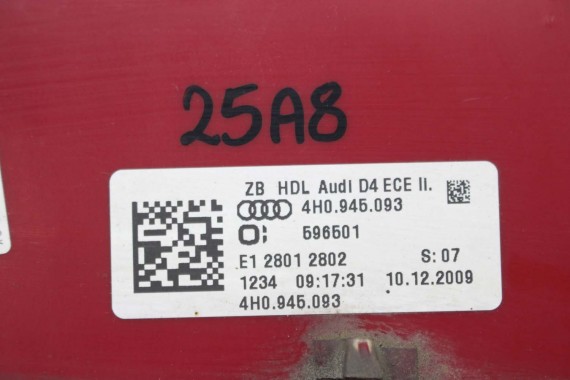 25A8
ZB HDL Audi D4 ECE II.
4H0.945.093
596501
E1 2801 2802 S: 07
1234 09:17:31 10.12.2009
4H0.945.093